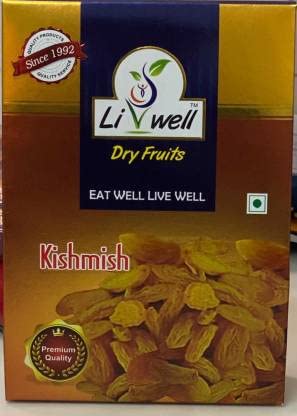 QUALITY PRODUCTS
Since 1992
QUALITY SERVICE
Li well
TM
Dry Fruits
EAT WELL LIVE WELL
Kishmish
Premium
Quality